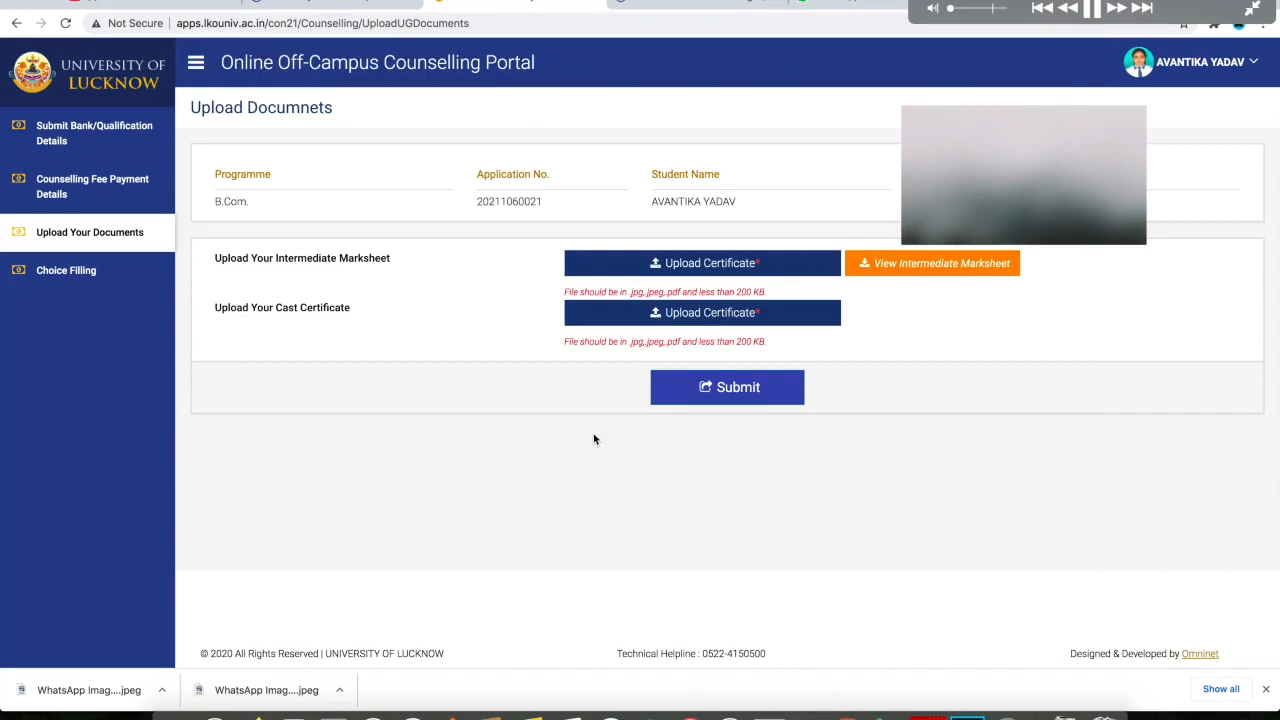 Not Secure
apps.lkouniv.ac.in/con21/Counselling/UploadUGDocuments
UNIVERSITY OF
LUCKNOW
Online Off-Campus Counselling Portal
AVANTIKA YADAV
Submit Bank/Qualification
Details
Counselling Fee Payment
Details
Upload Your Documents
Choice Filling
Upload Documnets
Programme
Application No.
Student Name
B.Com.
20211060021
AVANTIKA YADAV
Upload Your Intermediate Marksheet
Upload Certificate*
View Intermediate Marksheet
File should be in .jpg,.jpeg,.pdf and less than 200 KB.
Upload Your Cast Certificate
Upload Certificate*
File should be in .jpg,.jpeg,.pdf and less than 200 KB.
Submit
© 2020 All Rights Reserved | UNIVERSITY OF LUCKNOW
Technical Helpline : 0522-4150500
Designed & Developed by Omninet
WhatsApp Imag....jpeg
WhatsApp Imag....jpeg
Show all